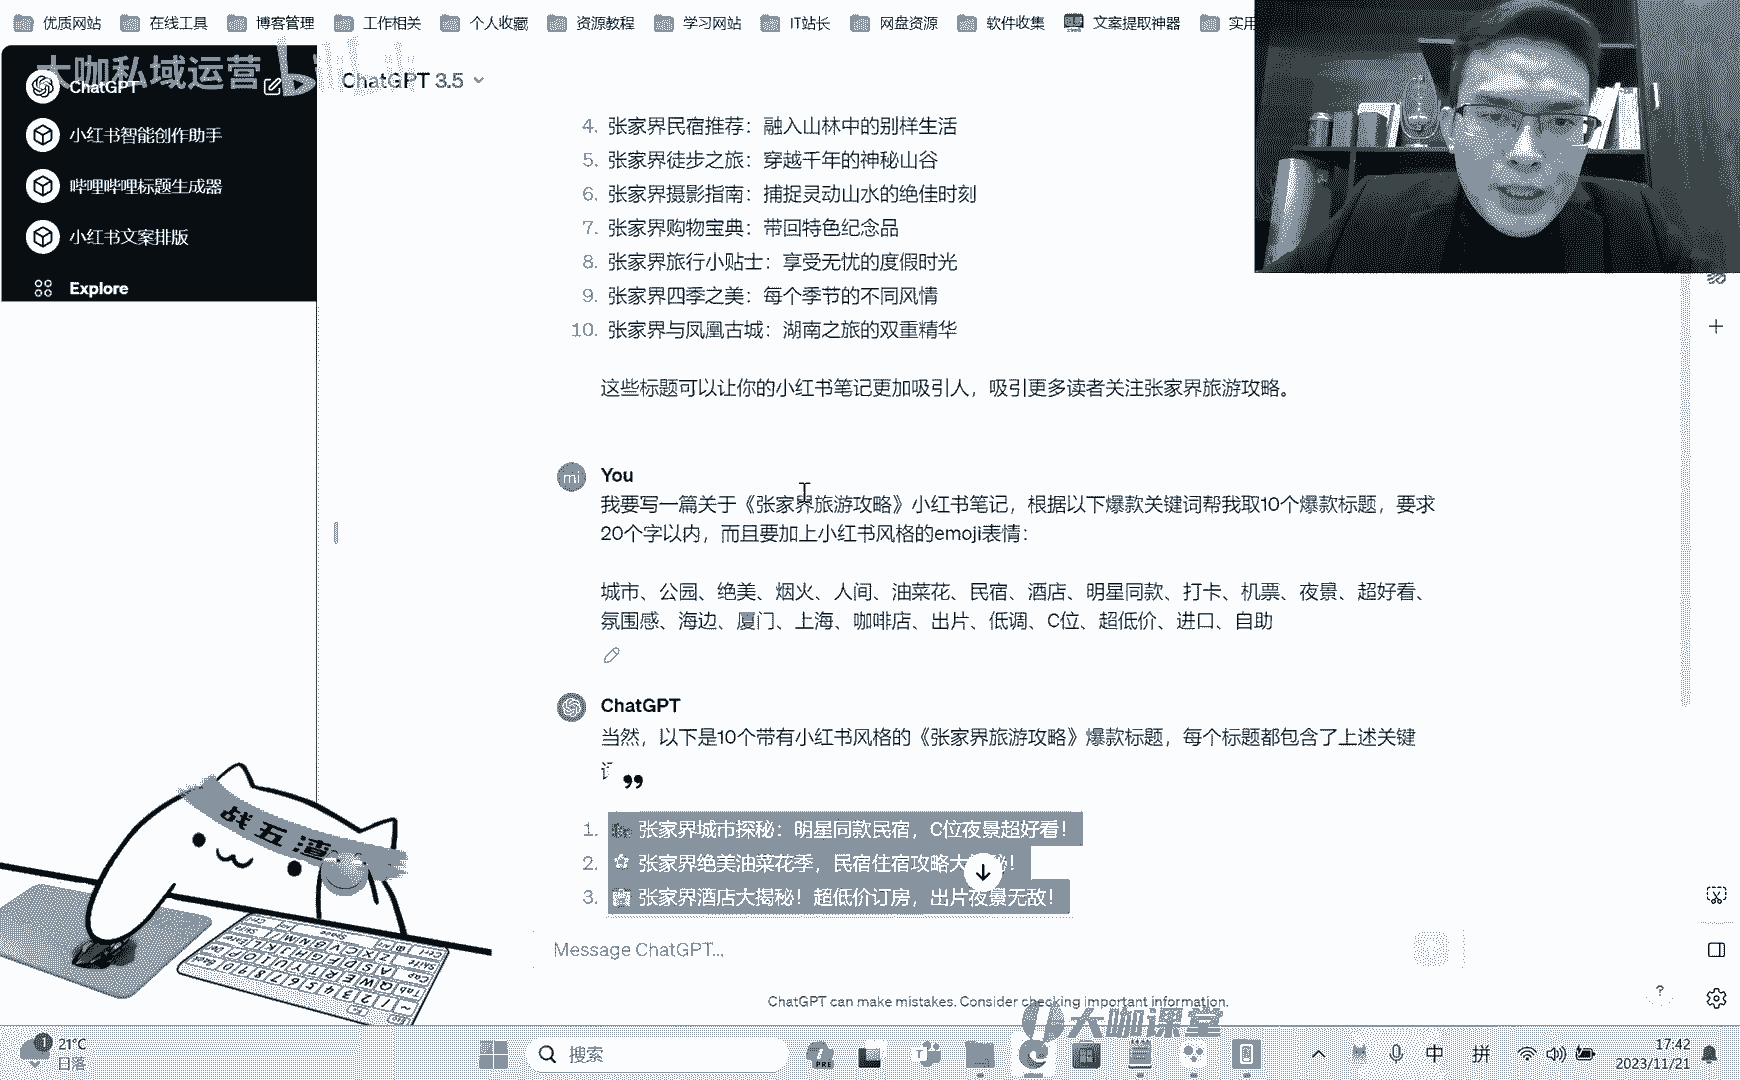 优质网站
在线工具
博客管理
工作相关
个人收藏
资源教程
学习网站
IT站长
网盘资源
软件收集
文案提取神器
大咖私域运营
ChatGPT
小红书智能创作助手
哔哩哔哩标题生成器
小红书文案排版
Explore
ChatGPT 3.5
4. 张家界民宿推荐：融入山林中的别样生活
5. 张家界徒步之旅：穿越千年的神秘山谷
6. 张家界摄影指南：捕捉灵动山水的绝佳时刻
7. 张家界购物宝典：带回特色纪念品
8. 张家界旅行小贴士：享受无忧的度假时光
9. 张家界四季之美：每个季节的不同风情
10. 张家界与凤凰古城：湖南之旅的双重精华
这些标题可以让你的小红书笔记更加吸引人，吸引更多读者关注张家界旅游攻略。
mi
You
我要写一篇关于《张家界旅游攻略》小红书笔记，根据以下爆款关键词帮我取10个爆款标题，要求
20个字以内，而且要加上小红书风格的emoji表情：
城市、公园、绝美、烟火、人间、油菜花、民宿、酒店、明星同款、打卡、机票、夜景、超好看、
氛围感、海边、厦门、上海、咖啡店、出片、低调、C位、超低价、进口、自助
ChatGPT
当然，以下是10个带有小红书风格的《张家界旅游攻略》爆款标题，每个标题都包含了上述关键
1. 张家界城市探秘：明星同款民宿，C位夜景超好看！
2. 张家界绝美油菜花季，民宿住宿攻略大
3. 张家界酒店大揭秘！超低价订房，出片夜景无敌！
Message ChatGPT...
ChatGPT can make mistakes. Consider checking important information.
?
战五渣
大咖课堂
1
21°C
日落
搜索
PRE
中
拼
17:42
2023/11/21